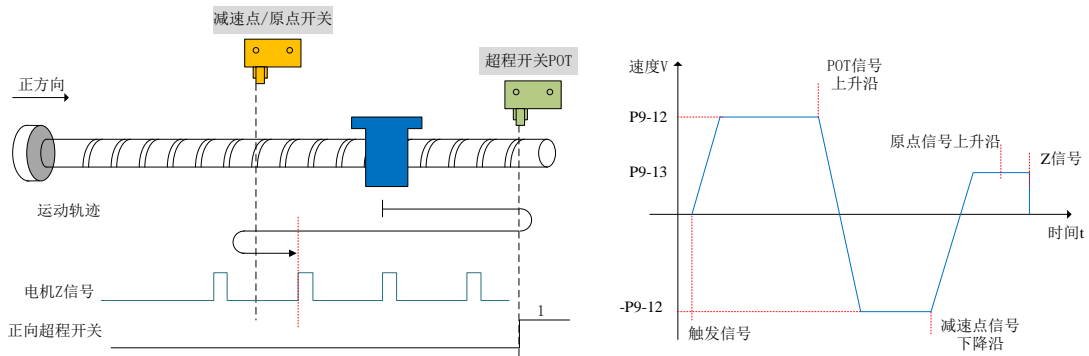 减速点/原点开关
超程开关POT
正方向
运动轨迹
电机Z信号
正向超程开关
1
速度V
POT信号
上升沿
P9-12
原点信号上升沿
Z信号
P9-13
时间t
-P9-12
触发信号
减速点信号
下降沿